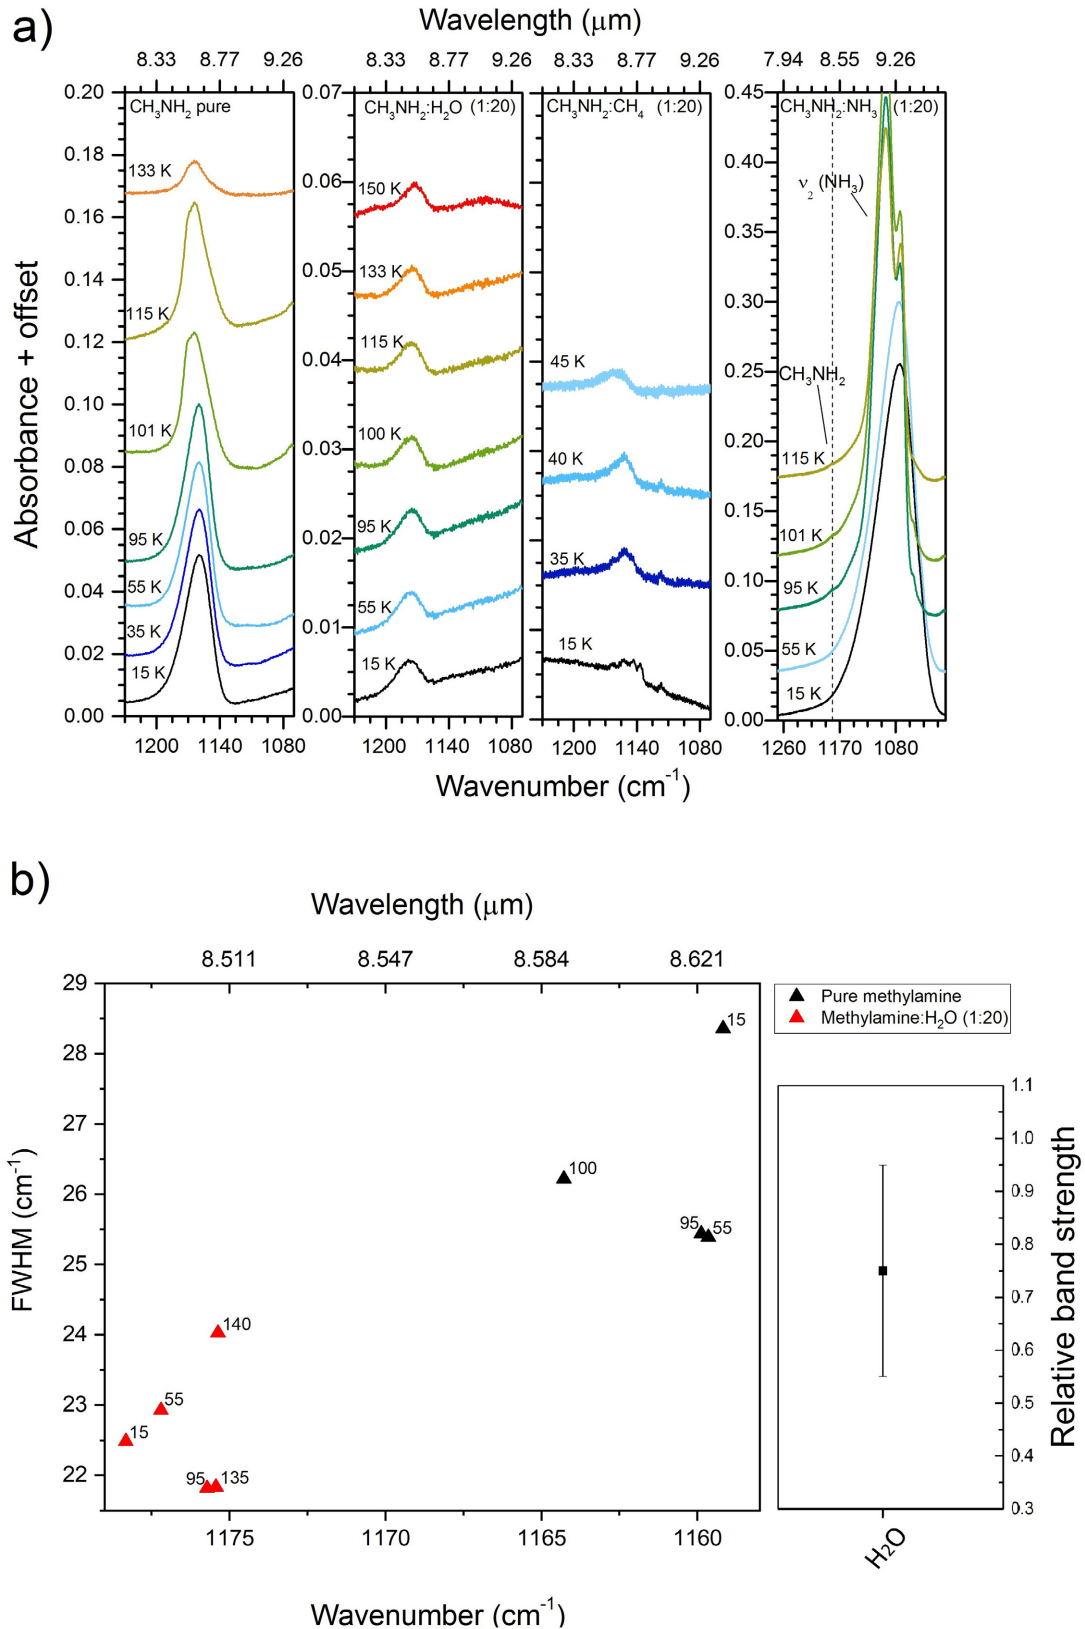 a)
Wavelength (μm)
8.33 8.77 9.26 8.33 8.77 9.26 8.33 8.77 9.26 7.94 8.55 9.26
Absorbance + offset
0.20
0.18
0.16
0.14
0.12
0.10
0.08
0.06
0.04
0.02
0.00
CH₃NH₂ pure
133 K
115 K
101 K
95 K
55 K
35 K
15 K
1200 1140 1080
0.07
0.06
0.05
0.04
0.03
0.02
0.01
0.00
CH₃NH₂:H₂O (1:20)
150 K
133 K
115 K
100 K
95 K
55 K
15 K
1200 1140 1080
CH₃NH₂:CH₄ (1:20)
45 K
40 K
35 K
15 K
1200 1140 1080
0.45
0.40
0.35
0.30
0.25
0.20
0.15
0.10
0.05
0.00
CH₃NH₂:NH₃ (1:20)
ν₂ (NH₃)
CH₃NH₂
115 K
101 K
95 K
55 K
15 K
1260 1170 1080
Wavenumber (cm⁻¹)
b)
Wavelength (μm)
8.511 8.547 8.584 8.621
FWHM (cm⁻¹)
29
28
27
26
25
24
23
22
15
100
95 55
140
55
15
95 135
1175 1170 1165 1160
Wavenumber (cm⁻¹)
Pure methylamine
Methylamine:H₂O (1:20)
1.1
1.0
0.9
0.8
0.7
0.6
0.5
0.4
0.3
Relative band strength
H₂O